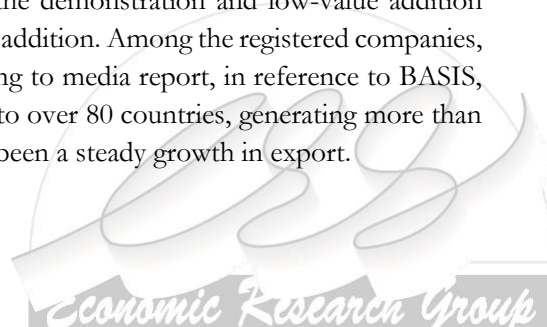 the demonstration and low-value addition
addition. Among the registered companies,
ng to media report, in reference to BASIS,
to over 80 countries, generating more than
been a steady growth in export.
Economic Research Group